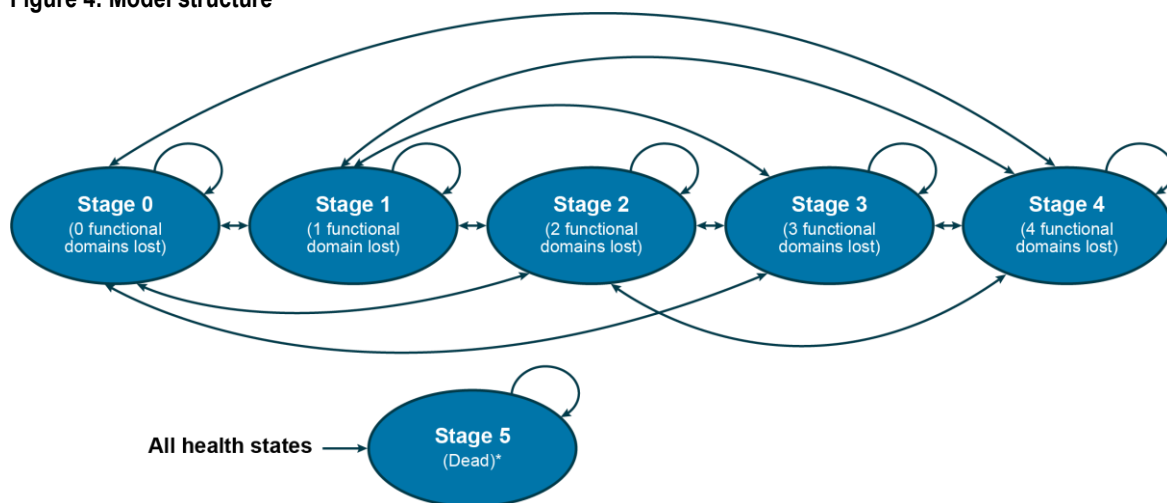 Figure 4: Model structure
Stage 0
(0 functional
domains lost)
Stage 1
(1 functional
domain lost)
Stage 2
(2 functional
domains lost)
Stage 3
(3 functional
domains lost)
Stage 4
(4 functional
domains lost)
All health states
Stage 5
(Dead)*